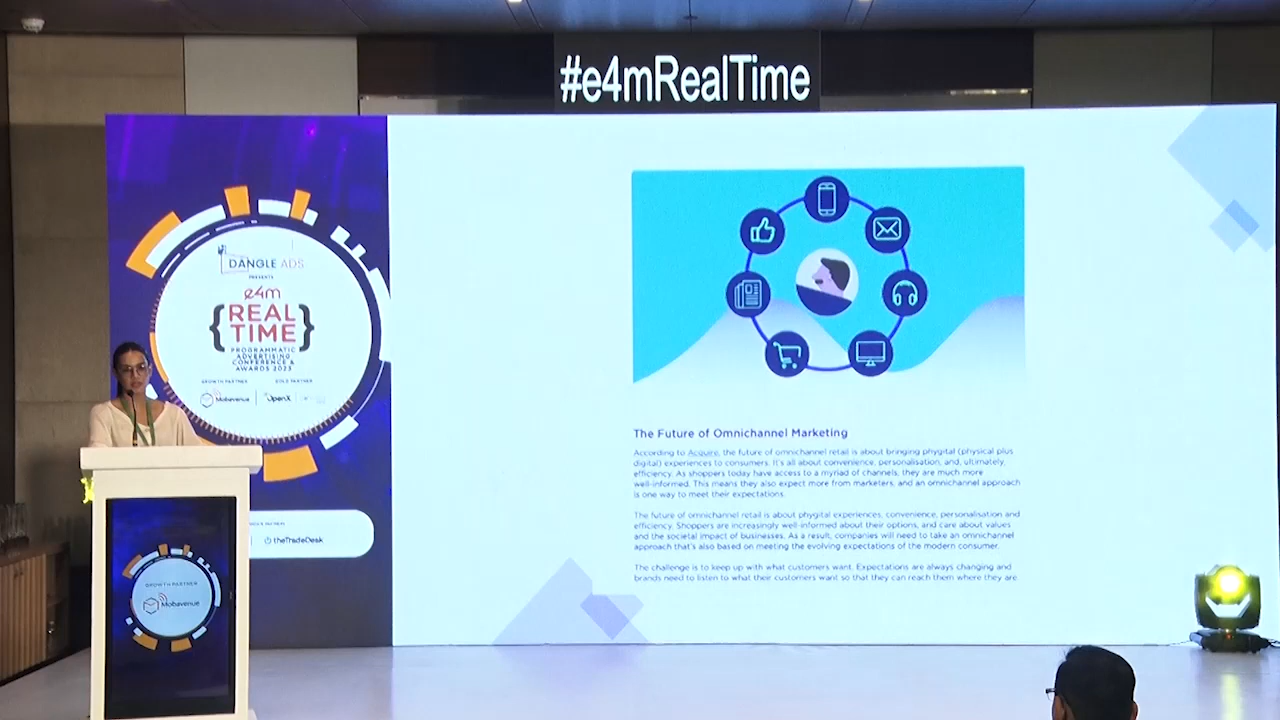 #e4mRealTime
DANGLE ADS
PRESENTS
e4m
{REAL
TIME}
PROGRAMMATIC
ADVERTISING
CONFERENCE &
AWARDS 2023
GROWTH PARTNER
GOLD PARTNER
Mobavenue
OpenX
theTradeDesk
GROWTH PARTNER
Mobavenue
The Future of Omnichannel Marketing
According to Acquire, the future of omnichannel retail is about bringing phygital (physical plus
digital) experiences to consumers. It's all about convenience, personalisation, and, ultimately,
efficiency. As shoppers today have access to a myriad of channels, they are much more
well-informed. This means they also expect more from marketers, and an omnichannel approach
is one way to meet their expectations.
The future of omnichannel retail is about phygital experiences, convenience, personalisation and
efficiency. Shoppers are increasingly well-informed about their options, and care about values
and the societal impact of businesses. As a result, companies will need to take an omnichannel
approach that's also based on meeting the evolving expectations of the modern consumer.
The challenge is to keep up with what customers want. Expectations are always changing and
brands need to listen to what their customers want so that they can reach them where they are